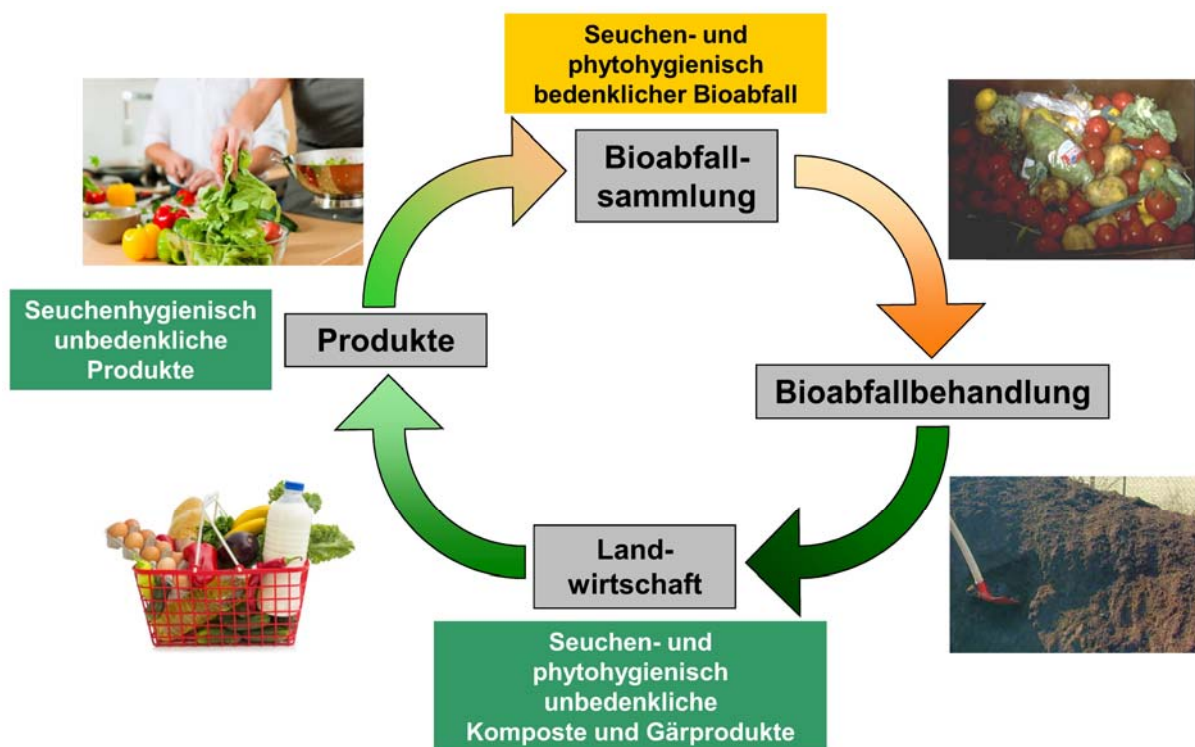 Seuchen- und
phytohygienisch
bedenklicher Bioabfall
Bioabfall-
sammlung
Seuchenhygienisch
unbedenkliche
Produkte
Produkte
Bioabfallbehandlung
Land-
wirtschaft
Seuchen- und
phytohygienisch
unbedenkliche
Komposte und Gärprodukte